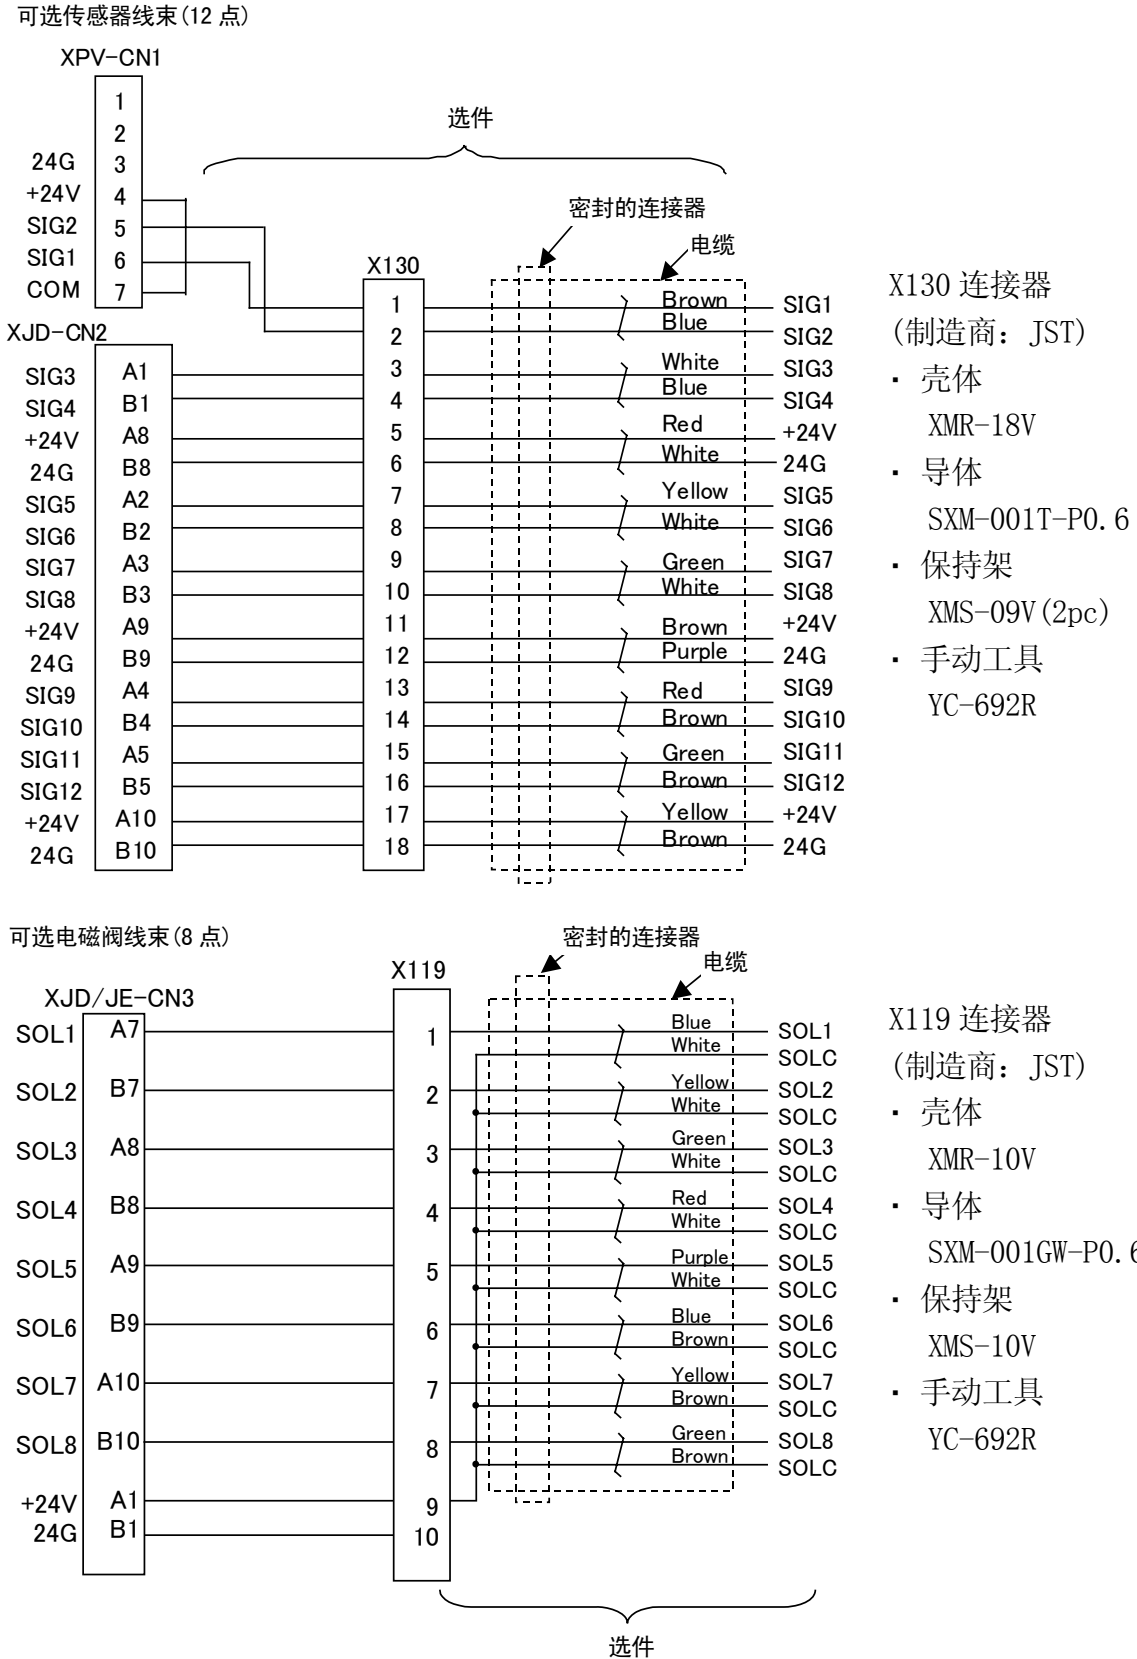 可选传感器线束(12 点)
XPV-CN1
1
2
24G 3
+24V 4
SIG2 5
SIG1 6
COM 7
选件
密封的连接器
电缆
X130
XJD-CN2
1 Brown SIG1
2 Blue SIG2
SIG3 A1 3 White SIG3
SIG4 B1 4 Blue SIG4
+24V A8 5 Red +24V
24G B8 6 White 24G
SIG5 A2 7 Yellow SIG5
SIG6 B2 8 White SIG6
SIG7 A3 9 Green SIG7
SIG8 B3 10 White SIG8
+24V A9 11 Brown +24V
24G B9 12 Purple 24G
SIG9 A4 13 Red SIG9
SIG10 B4 14 Brown SIG10
SIG11 A5 15 Green SIG11
SIG12 B5 16 Brown SIG12
+24V A10 17 Yellow +24V
24G B10 18 Brown 24G
X130 连接器
(制造商：JST)
· 壳体
XMR-18V
· 导体
SXM-001T-P0.6
· 保持架
XMS-09V(2pc)
· 手动工具
YC-692R
可选电磁阀线束(8 点)
密封的连接器
电缆
X119
XJD/JE-CN3
SOL1 A7 1 Blue SOL1
White SOLC
SOL2 B7 2 Yellow SOL2
White SOLC
SOL3 A8 3 Green SOL3
White SOLC
SOL4 B8 4 Red SOL4
White SOLC
SOL5 A9 5 Purple SOL5
White SOLC
SOL6 B9 6 Blue SOL6
Brown SOLC
SOL7 A10 7 Yellow SOL7
Brown SOLC
SOL8 B10 8 Green SOL8
Brown SOLC
+24V A1 9
24G B1 10
选件
X119 连接器
(制造商：JST)
· 壳体
XMR-10V
· 导体
SXM-001GW-P0.6
· 保持架
XMS-10V
· 手动工具
YC-692R